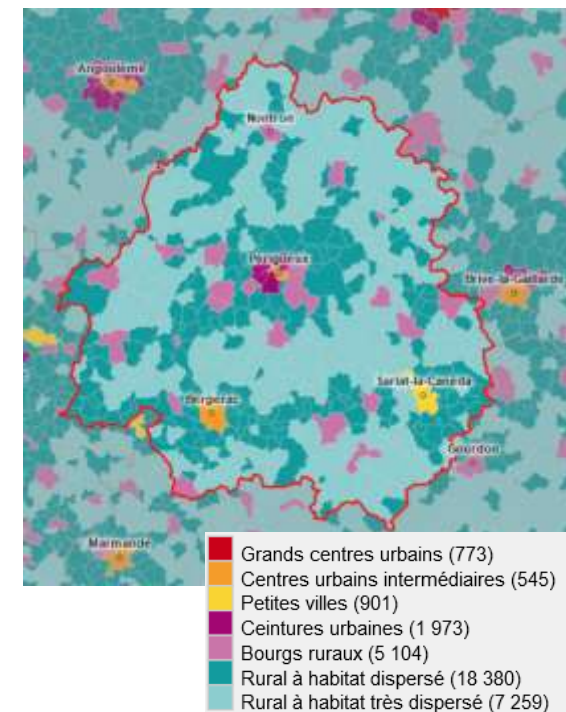 Angoulême
Nontron
Périgueux
Brive-la-Gaillarde
Sarlat-la-Canéda
Bergerac
Gourdon
Marmande
Grands centres urbains (773)
Centres urbains intermédiaires (545)
Petites villes (901)
Ceintures urbaines (1 973)
Bourgs ruraux (5 104)
Rural à habitat dispersé (18 380)
Rural à habitat très dispersé (7 259)